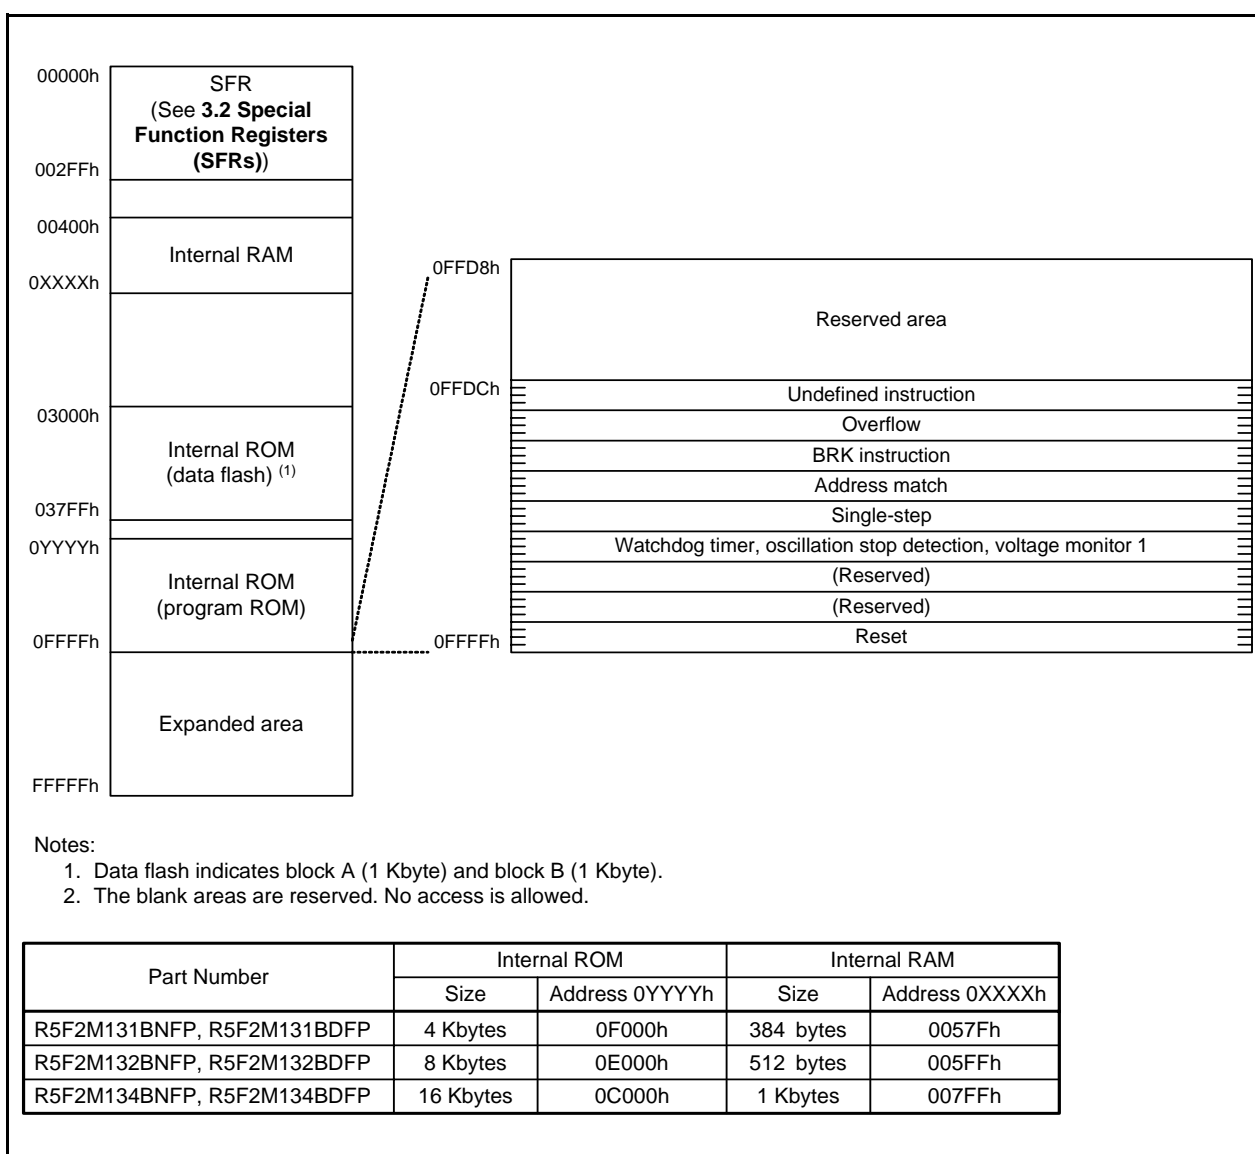 00000h
SFR
(See 3.2 Special
Function Registers
(SFRs))
002FFh
00400h
Internal RAM
0XXXXh
03000h
Internal ROM
(data flash) (1)
037FFh
0YYYYh
Internal ROM
(program ROM)
0FFFFh
Expanded area
FFFFFh
0FFD8h
Reserved area
0FFDCh
Undefined instruction
Overflow
BRK instruction
Address match
Single-step
Watchdog timer, oscillation stop detection, voltage monitor 1
(Reserved)
(Reserved)
Reset
0FFFFh
Notes:
1. Data flash indicates block A (1 Kbyte) and block B (1 Kbyte).
2. The blank areas are reserved. No access is allowed.
Part Number Internal ROM Internal RAM
Size Address 0YYYYh Size Address 0XXXXh
R5F2M131BNFP, R5F2M131BDFP 4 Kbytes 0F000h 384 bytes 0057Fh
R5F2M132BNFP, R5F2M132BDFP 8 Kbytes 0E000h 512 bytes 005FFh
R5F2M134BNFP, R5F2M134BDFP 16 Kbytes 0C000h 1 Kbytes 007FFh